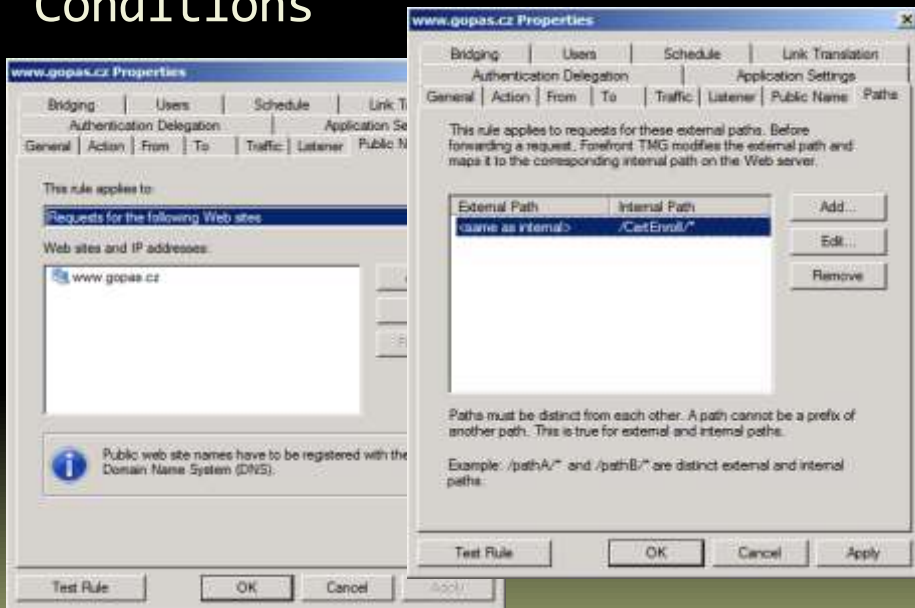 Conditions
www.gopas.cz Properties
Bridging Users Schedule Link T
Authentication Delegation Application Se
General Action From To Traffic Listener Public N
This rule applies to:
Requests for the following Web sites
Web sites and IP addresses:
www.gopas.cz
Public web site names have to be registered with the
Domain Name System (DNS).
Test Rule OK Cancel Apply
www.gopas.cz Properties
Bridging Users Schedule Link Translation
Authentication Delegation Application Settings
General Action From To Traffic Listener Public Name Paths
This rule applies to requests for these external paths. Before
forwarding a request, Forefront TMG modifies the external path and
maps it to the corresponding internal path on the Web server.
External Path Internal Path
<same as internal> /CertEnroll/*
Add...
Edit...
Remove
Paths must be distinct from each other. A path cannot be a prefix of
another path. This is true for external and internal paths.
Example: /pathA/* and /pathB/* are distinct external and internal
paths.
Test Rule OK Cancel Apply